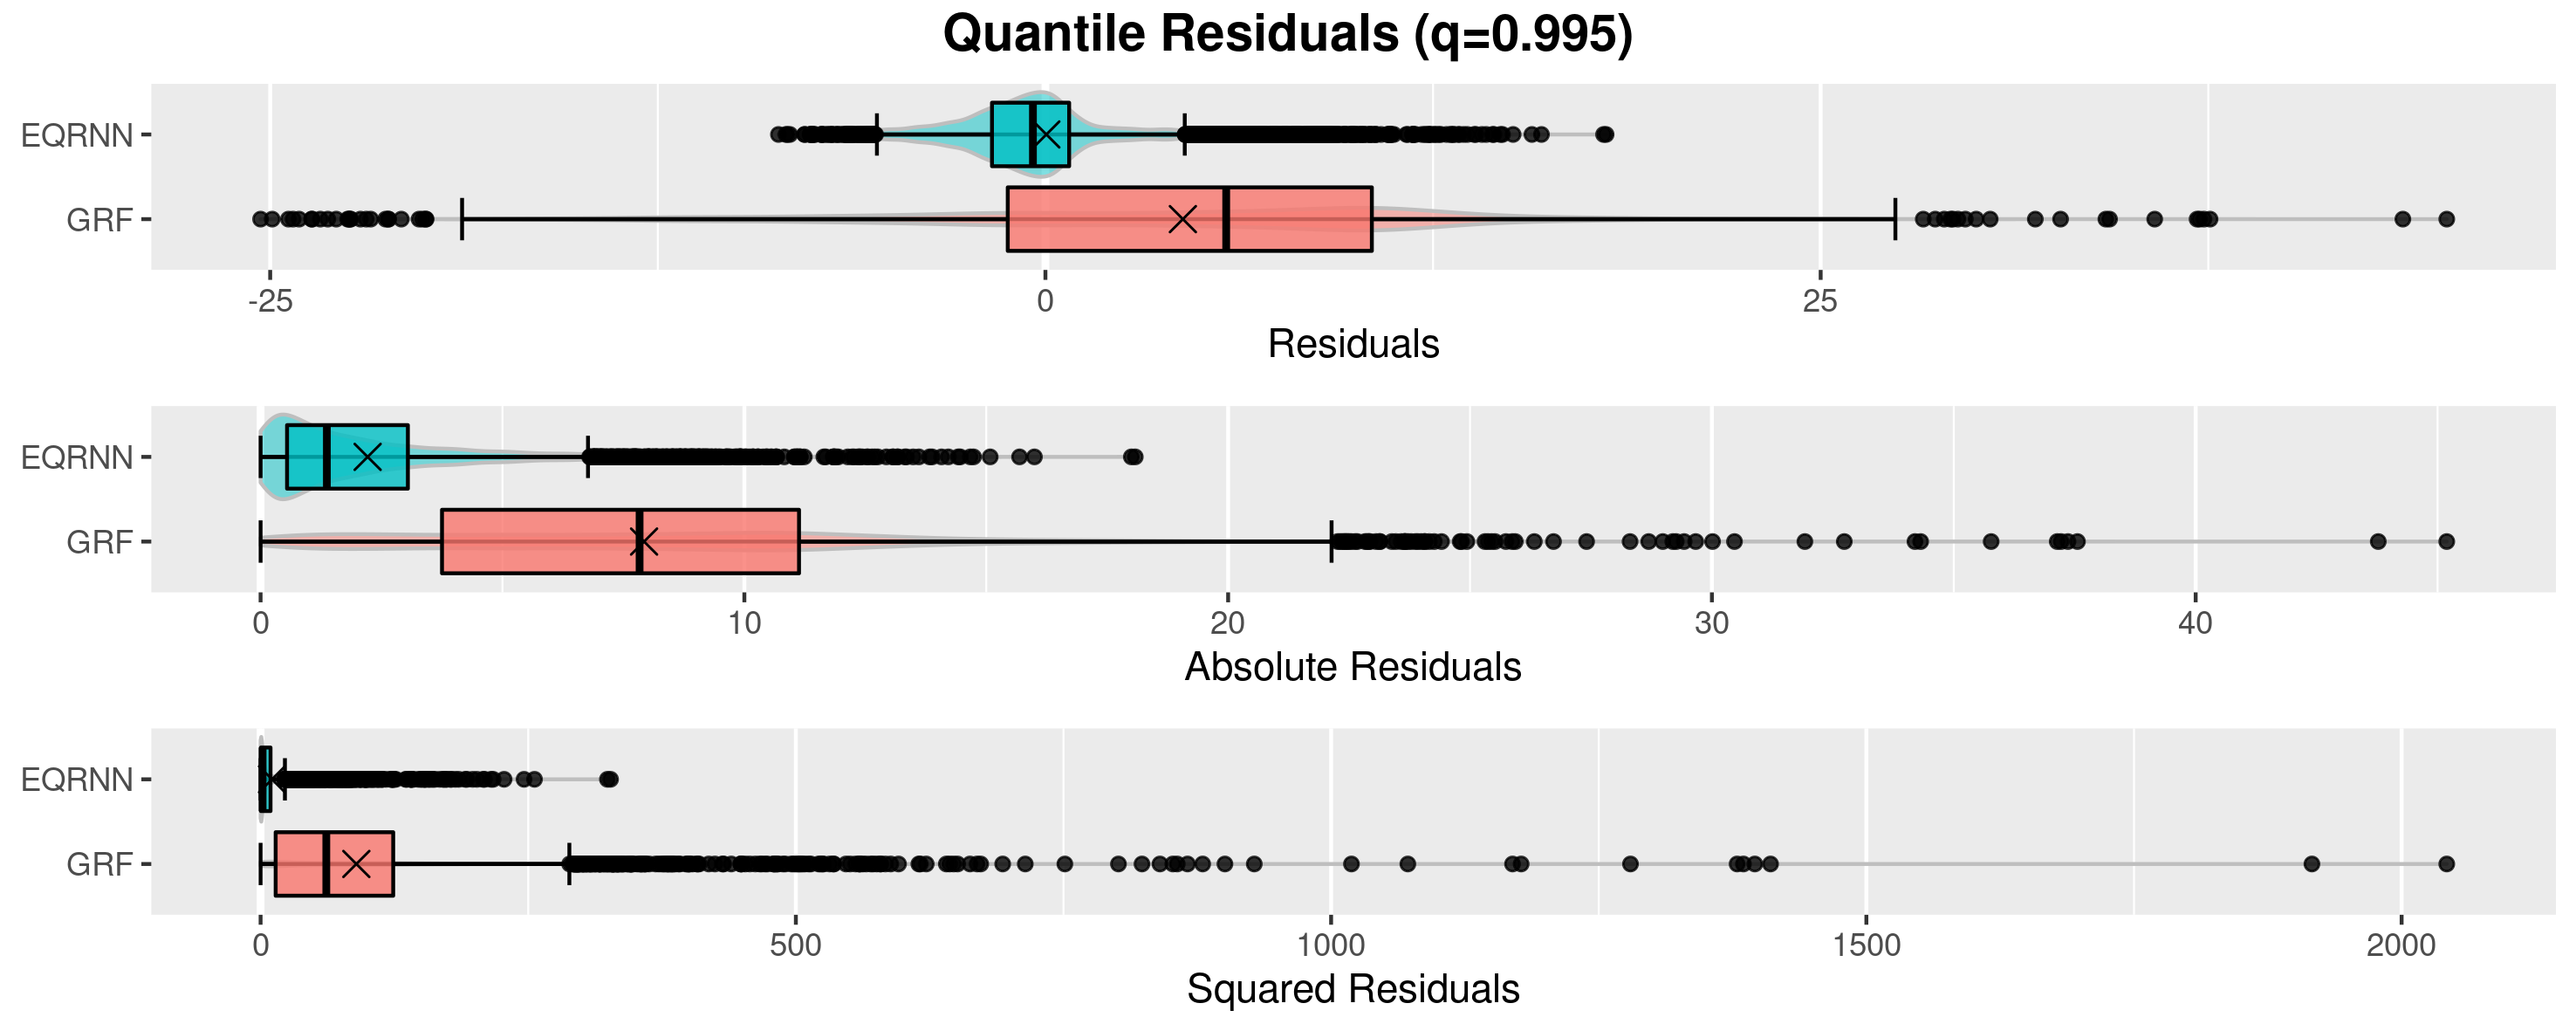 Quantile Residuals (q=0.995)
EQRNN
GRF
-25 0 25
Residuals
EQRNN
GRF
0 10 20 30 40
Absolute Residuals
EQRNN
GRF
0 500 1000 1500 2000
Squared Residuals